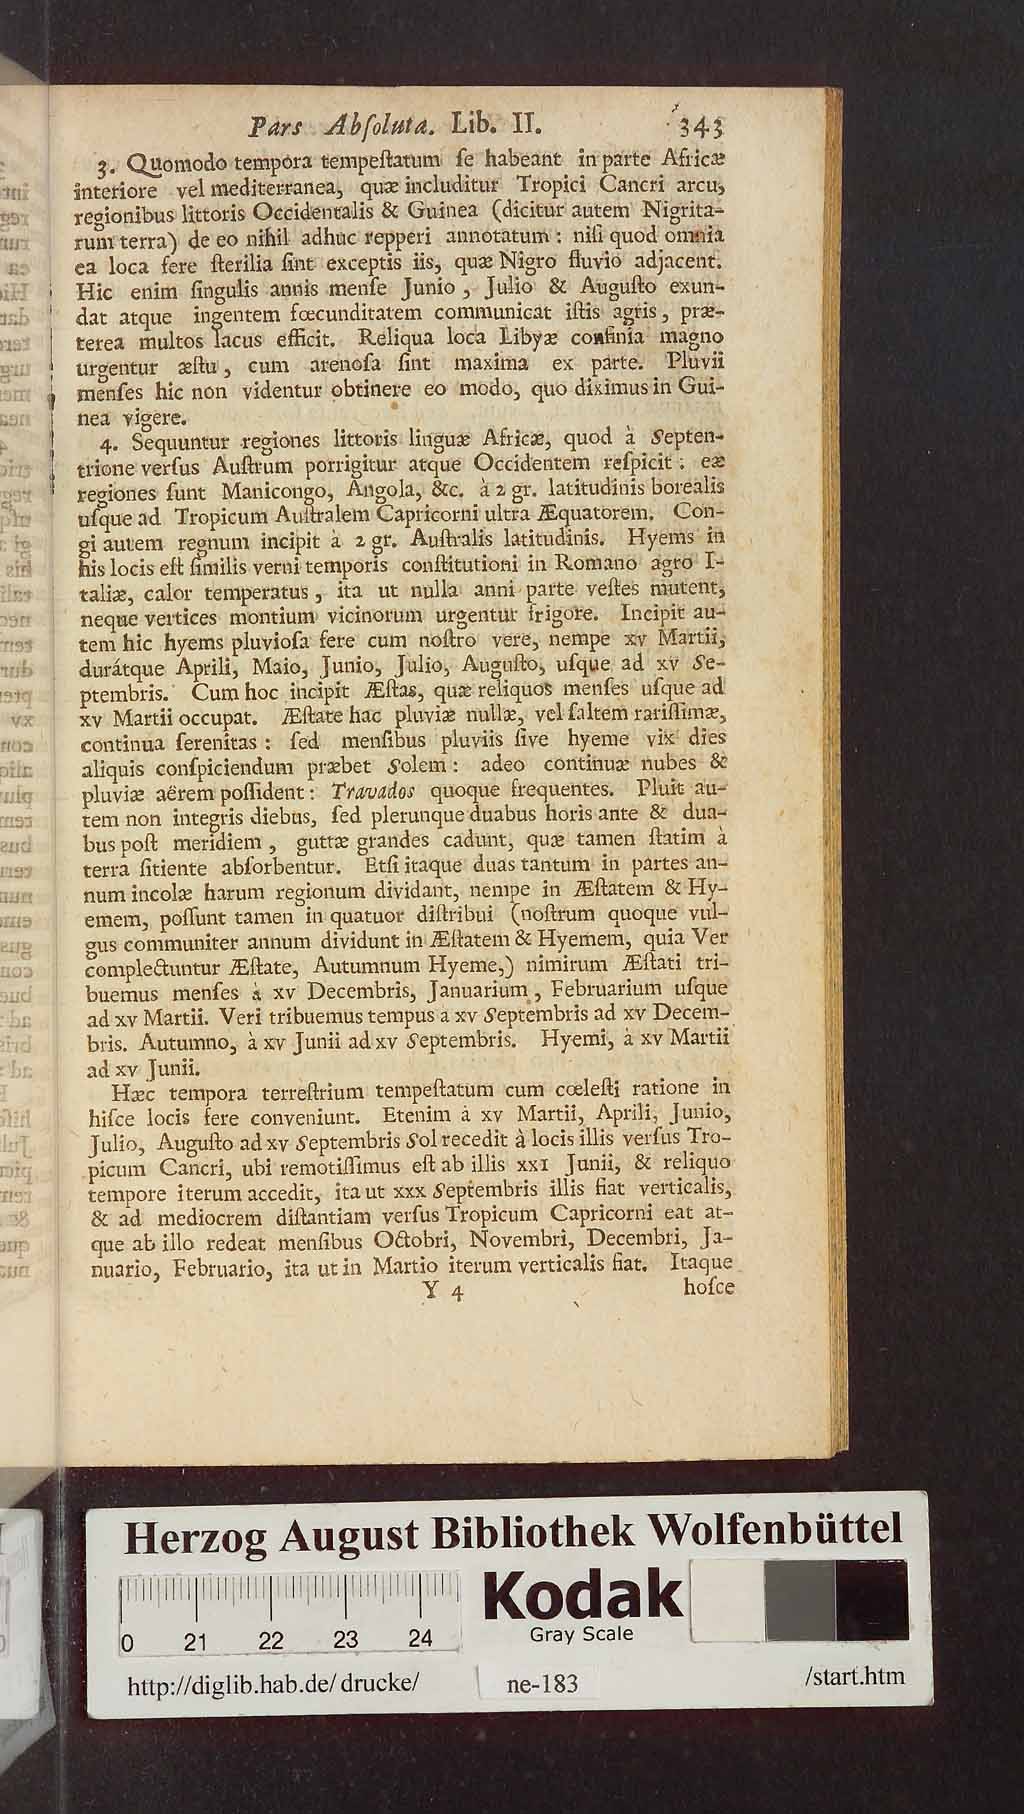 Pars Abſoluta. Lib. II. 343
3. Quomodo tempora tempeſtatum ſe habeant in parte Africæ
interiore vel mediterranea, quæ includitur Tropici Cancri arcu,
regionibus littoris Occidentalis & Guinea (dicitur autem Nigrita-
rum terra) de eo nihil adhuc repperi annotatum : niſi quod omnia
ea loca fere ſterilia ſint exceptis iis, quæ Nigro fluvio adjacent.
Hic enim ſingulis annis menſe Junio, Julio & Auguſto exun-
dat atque ingentem fœcunditatem communicat iſtis agris, præ-
terea multos lacus efficit. Reliqua loca Libyæ confinia magno
urgentur æſtu, cum arenoſa ſint maxima ex parte. Pluvii
menſes hic non videntur obtinere eo modo, quo diximus in Gui-
nea vigere.
4. Sequuntur regiones littoris linguæ Africæ, quod à Septen-
trione verſus Auſtrum porrigitur atque Occidentem reſpicit : eæ
regiones ſunt Manicongo, Angola, &c. à 2 gr. latitudinis borealis
uſque ad Tropicum Auſtralem Capricorni ultra Æquatorem. Con-
gi autem regnum incipit à 2 gr. Auſtralis latitudinis. Hyems in
his locis eſt ſimilis verni temporis conſtitutioni in Romano agro I-
taliæ, calor temperatus, ita ut nulla anni parte veſtes mutent,
neque vertices montium vicinorum urgentur frigore. Incipit au-
tem hic hyems pluvioſa fere cum noſtro vere, nempe xv Martii,
durátque Aprili, Maio, Junio, Julio, Auguſto, uſque ad xv Se-
ptembris. Cum hoc incipit Æſtas, quæ reliquos menſes uſque ad
xv Martii occupat. Æſtate hac pluviæ nullæ, vel ſaltem rariſſimæ,
continua ſerenitas : ſed menſibus pluviis ſive hyeme vix dies
aliquis conſpiciendum præbet Solem : adeo continuæ nubes &
pluviæ aërem poſſident : Travados quoque frequentes. Pluit au-
tem non integris diebus, ſed plerunque duabus horis ante & dua-
bus poſt meridiem, guttæ grandes cadunt, quæ tamen ſtatim à
terra ſitiente abſorbentur. Etſi itaque duas tantum in partes an-
num incolæ harum regionum dividant, nempe in Æſtatem & Hy-
emem, poſſunt tamen in quatuor diſtribui (noſtrum quoque vul-
gus communiter annum dividunt in Æſtatem & Hyemem, quia Ver
complectuntur Æſtate, Autumnum Hyeme,) nimirum Æſtati tri-
buemus menſes à xv Decembris, Januarium, Februarium uſque
ad xv Martii. Veri tribuemus tempus a xv Septembris ad xv Decem-
bris. Autumno, à xv Junii ad xv Septembris. Hyemi, à xv Martii
ad xv Junii.
Hæc tempora terreſtrium tempeſtatum cum cœleſti ratione in
hiſce locis fere conveniunt. Etenim à xv Martii, Aprili, Junio,
Julio, Auguſto ad xv Septembris Sol recedit à locis illis verſus Tro-
picum Cancri, ubi remotiſſimus eſt ab illis xxi Junii, & reliquo
tempore iterum accedit, ita ut xxx Septembris illis fiat verticalis,
& ad mediocrem diſtantiam verſus Tropicum Capricorni eat at-
que ab illo redeat menſibus Octobri, Novembri, Decembri, Ja-
nuario, Februario, ita ut in Martio iterum verticalis fiat. Itaque
Y 4 hoſce
Herzog August Bibliothek Wolfenbüttel
Kodak
Gray Scale
0 21 22 23 24
http://diglib.hab.de/drucke/ ne-183 /start.htm